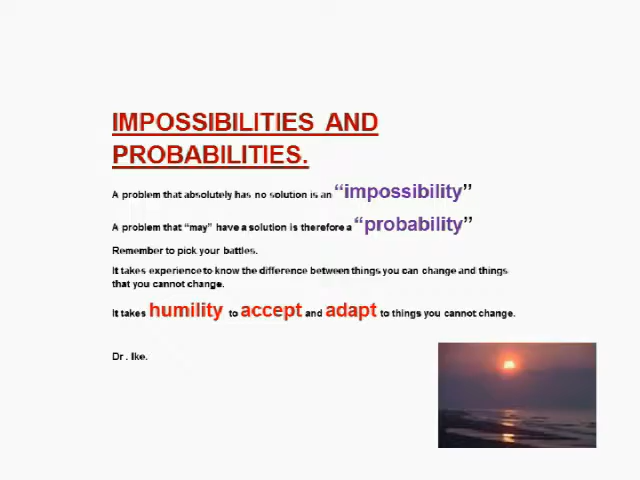 IMPOSSIBILITIES AND
PROBABILITIES.
A problem that absolutely has no solution is an “impossibility”
A problem that “may” have a solution is therefore a “probability”
Remember to pick your battles.
It takes experience to know the difference between things you can change and things
that you cannot change.
It takes humility to accept and adapt to things you cannot change.
Dr . Ike.